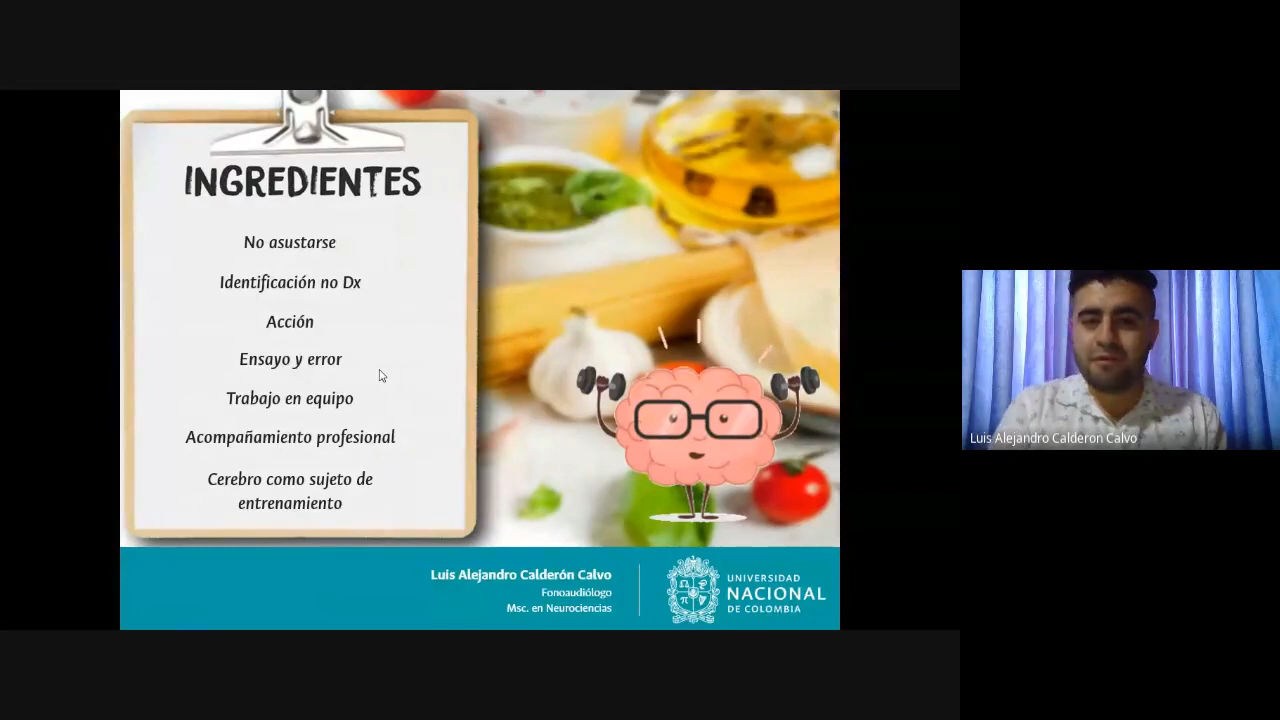 INGREDIENTES
No asustarse
Identificación no Dx
Acción
Ensayo y error
Trabajo en equipo
Acompañamiento profesional
Cerebro como sujeto de
entrenamiento
Luis Alejandro Calderón Calvo
Fonoaudiólogo
Msc. en Neurociencias
UNIVERSIDAD
NACIONAL
DE COLOMBIA
Luis Alejandro Calderon Calvo